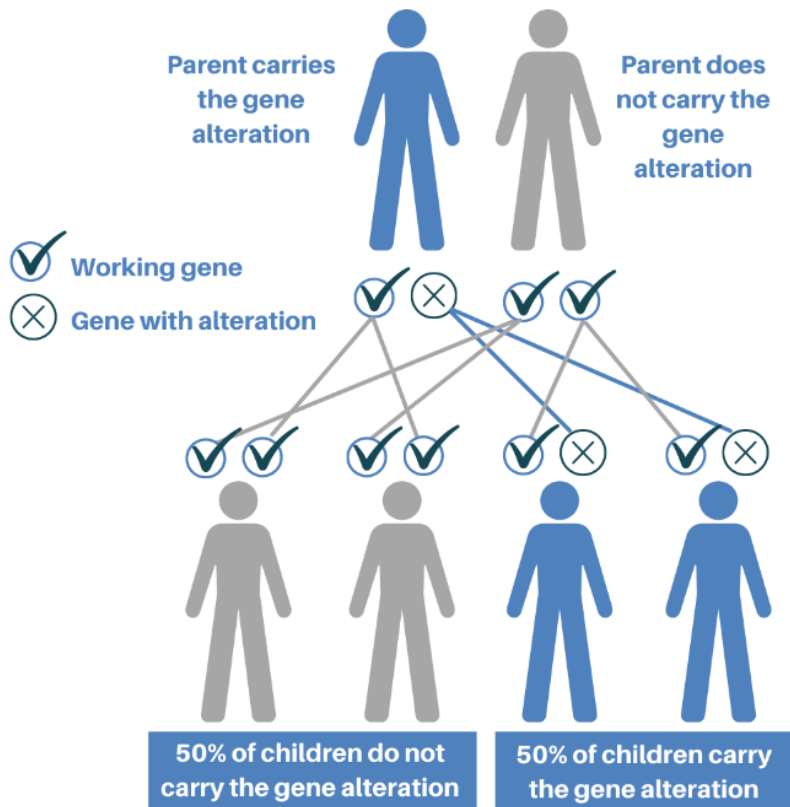 Parent carries
the gene
alteration
Parent does
not carry the
gene
alteration
Working gene
Gene with alteration
50% of children do not
carry the gene alteration
50% of children carry
the gene alteration